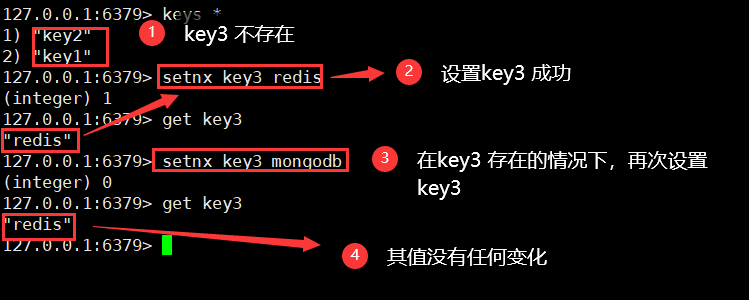 127.0.0.1:6379> keys *
1) "key2"
2) "key1"
1 key3 不存在
127.0.0.1:6379> setnx key3 redis
(integer) 1
2 设置key3 成功
127.0.0.1:6379> get key3
"redis"
127.0.0.1:6379> setnx key3 mongodb
(integer) 0
3 在key3 存在的情况下，再次设置
key3
127.0.0.1:6379> get key3
"redis"
127.0.0.1:6379>
4 其值没有任何变化